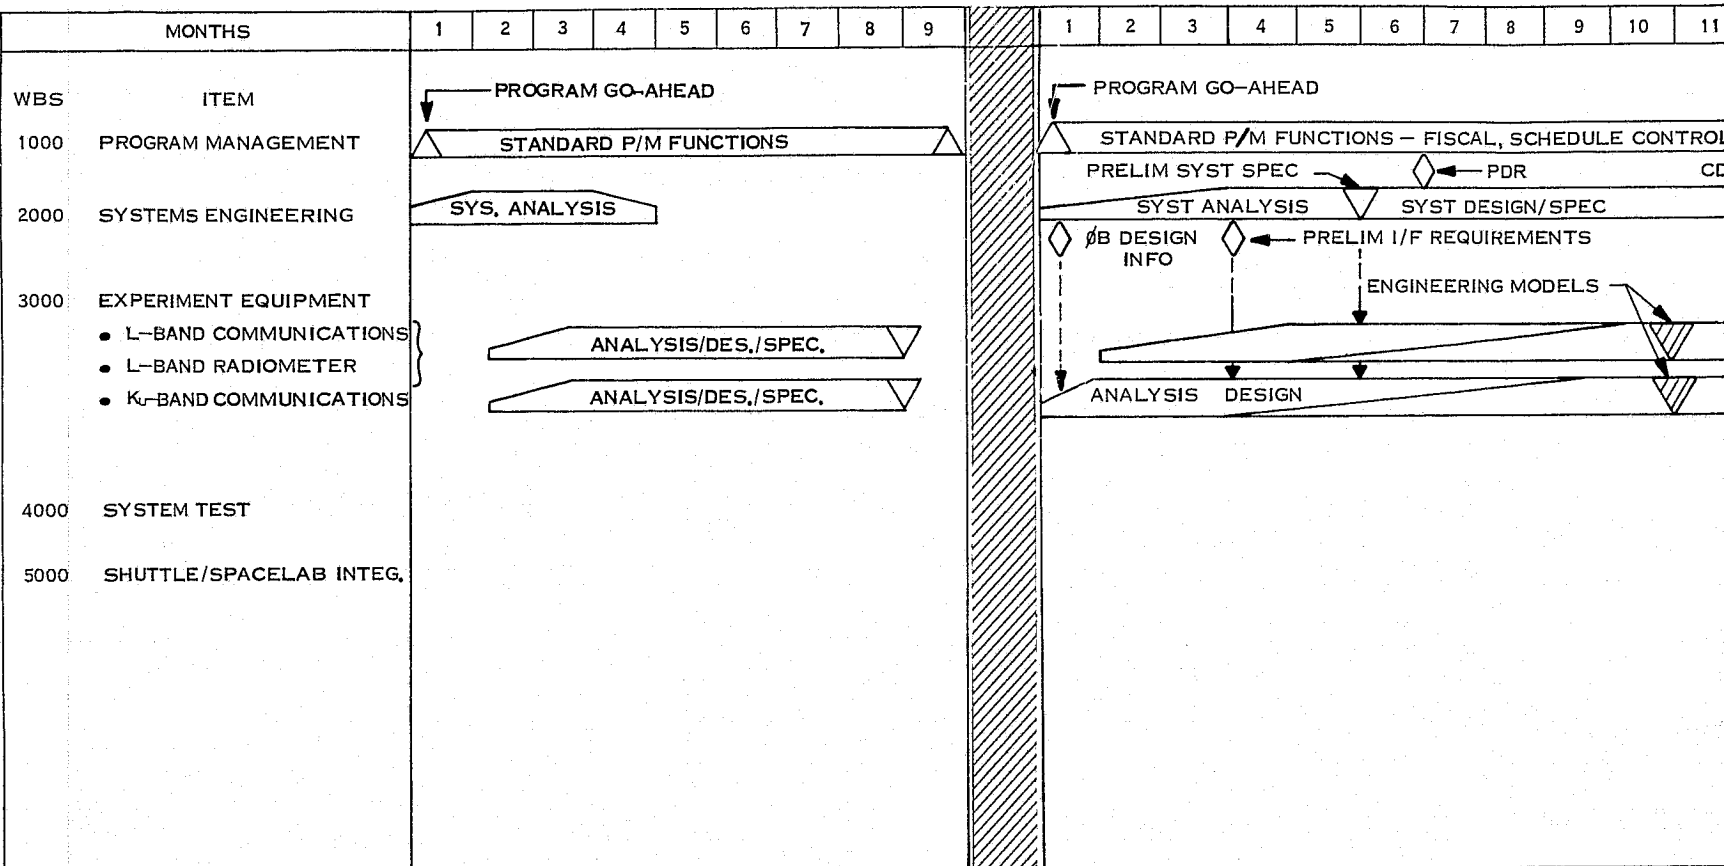 MONTHS 1 2 3 4 5 6 7 8 9 1 2 3 4 5 6 7 8 9 10 11
PROGRAM GO-AHEAD PROGRAM GO-AHEAD
WBS ITEM
1000 PROGRAM MANAGEMENT STANDARD P/M FUNCTIONS STANDARD P/M FUNCTIONS – FISCAL, SCHEDULE CONTROL
PRELIM SYST SPEC PDR CD
2000 SYSTEMS ENGINEERING SYS. ANALYSIS SYST ANALYSIS SYST DESIGN/SPEC
ØB DESIGN PRELIM I/F REQUIREMENTS
INFO
ENGINEERING MODELS
3000 EXPERIMENT EQUIPMENT
• L-BAND COMMUNICATIONS ANALYSIS/DES./SPEC.
• L-BAND RADIOMETER
• Ku-BAND COMMUNICATIONS ANALYSIS/DES./SPEC. ANALYSIS DESIGN
4000 SYSTEM TEST
5000 SHUTTLE/SPACELAB INTEG.